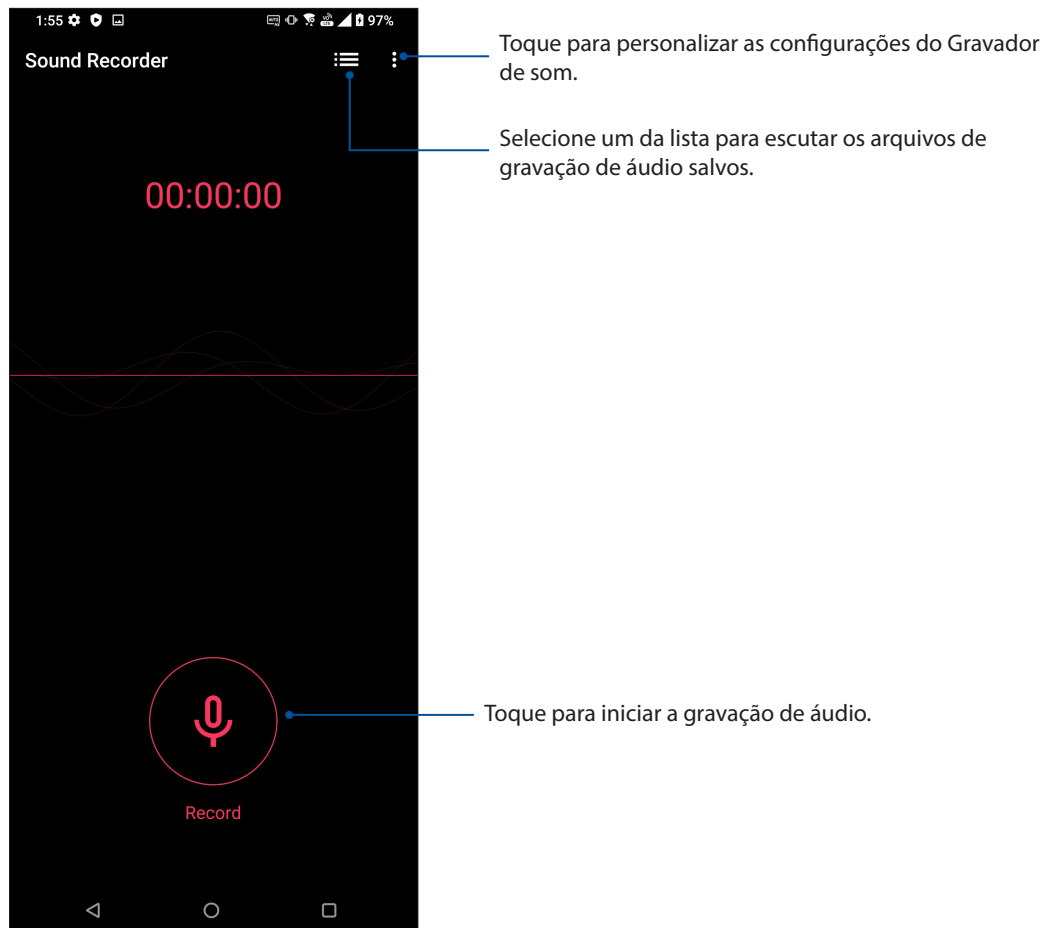 1:55 97%
Sound Recorder
Toque para personalizar as configurações do Gravador
de som.
Selecione um da lista para escutar os arquivos de
gravação de áudio salvos.
00:00:00
Toque para iniciar a gravação de áudio.
Record